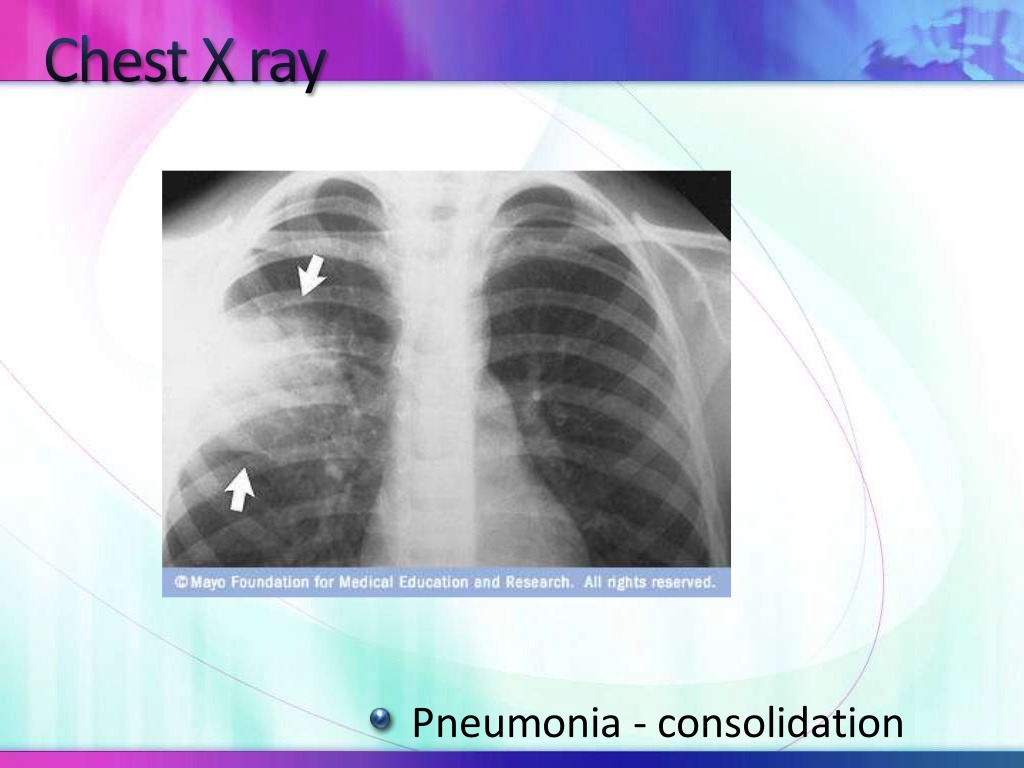 Chest X ray
©Mayo Foundation for Medical Education and Research. All rights reserved.
Pneumonia - consolidation